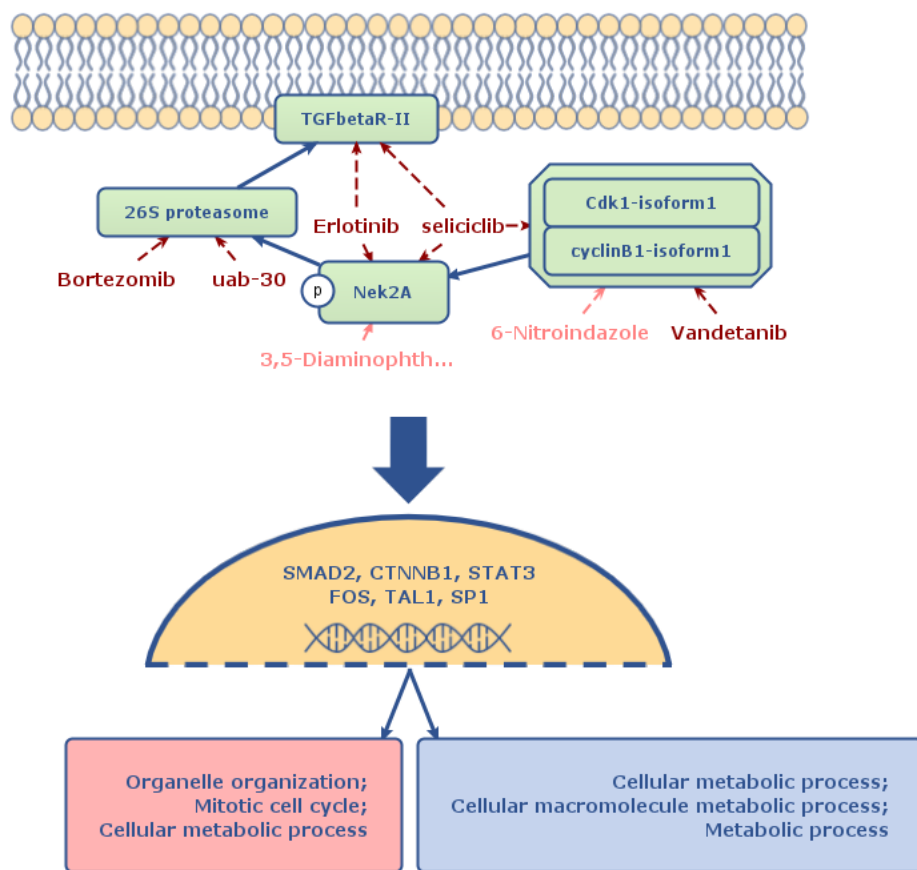 TGFbetaR-II
26S proteasome
Erlotinib
seliciclib
Cdk1-isoform1
cyclinB1-isoform1
Bortezomib
uab-30
p
Nek2A
6-Nitroindazole
Vandetanib
3,5-Diaminophth...
SMAD2, CTNNB1, STAT3
FOS, TAL1, SP1
Organelle organization;
Mitotic cell cycle;
Cellular metabolic process
Cellular metabolic process;
Cellular macromolecule metabolic process;
Metabolic process